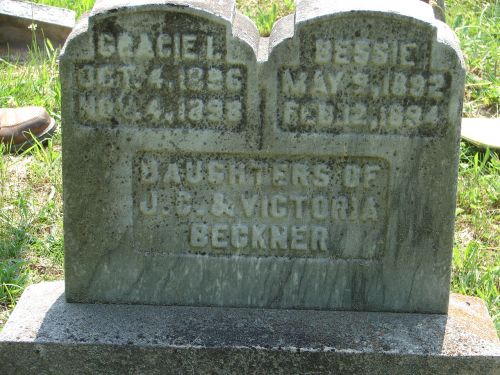 GRACIE L.
OCT. 4, 1896
NOV. 4, 1898
BESSIE
MAY 9, 1892
FEB. 12, 1894
DAUGHTERS OF
J. C. & VICTORIA
BECKNER